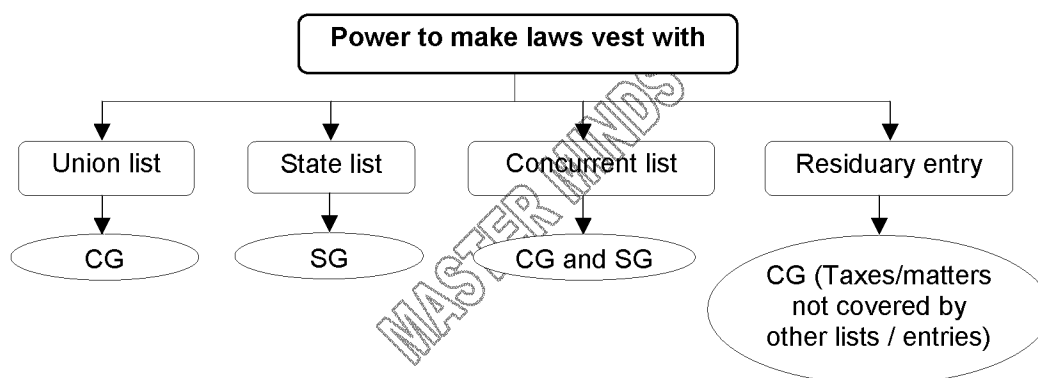 Power to make laws vest with
Union list
State list
Concurrent list
Residuary entry
CG
SG
CG and SG
CG (Taxes/matters
not covered by
other lists / entries)
MASTER MINDS